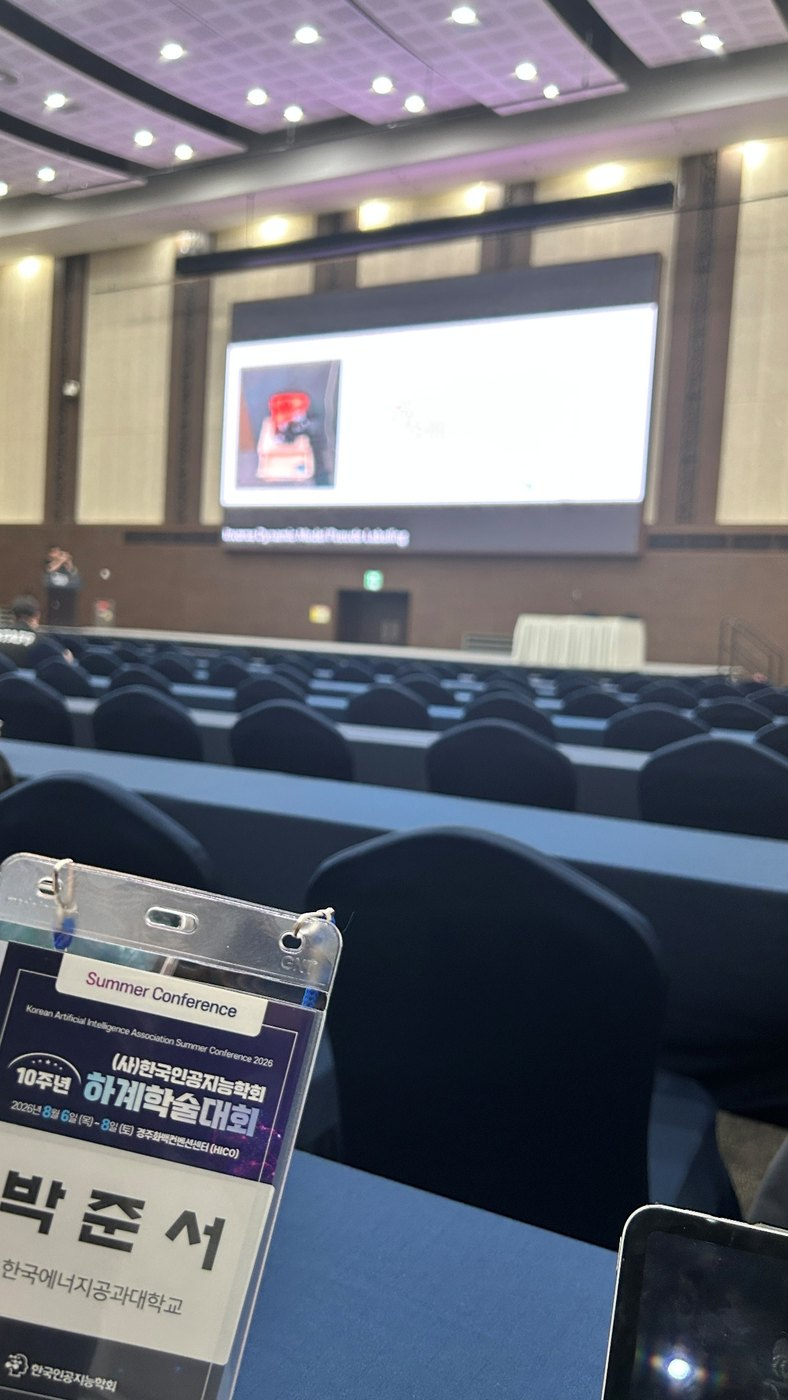 GNT
Summer Conference
Korean Artificial Intelligence Association Summer Conference 2026
10주년
(사)한국인공지능학회
하계학술대회
2026년 8월 6일 (목) ~ 8일 (토) 경주화백컨벤션센터 (HICO)
박준서
한국에너지공과대학교
한국인공지능학회